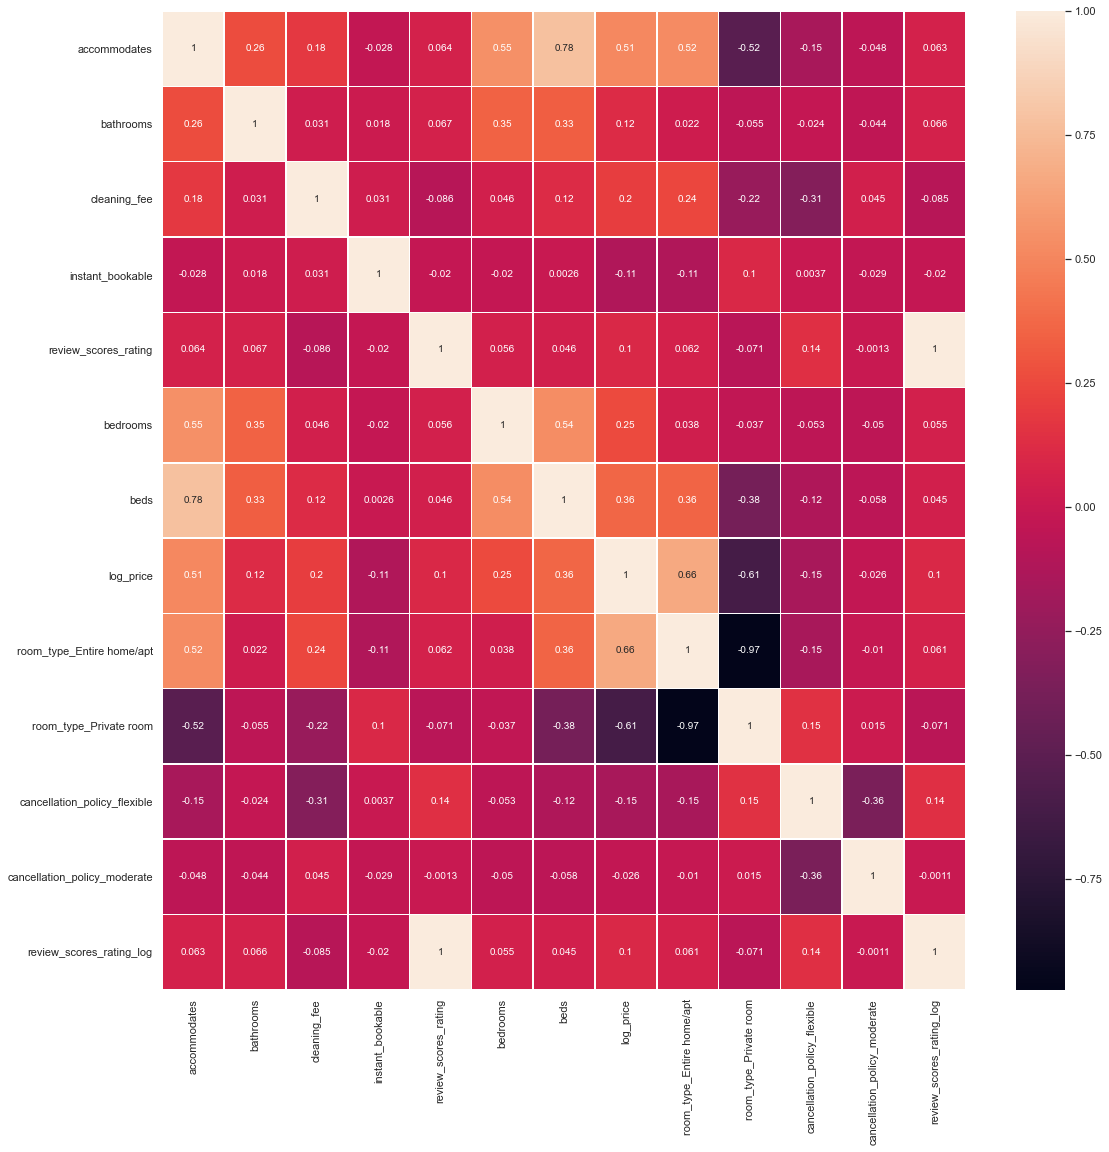 accommodates 1 0.26 0.18 -0.028 0.064 0.55 0.78 0.51 0.52 -0.52 -0.15 -0.048 0.063
bathrooms 0.26 1 0.031 0.018 0.067 0.35 0.33 0.12 0.022 -0.055 -0.024 -0.044 0.066
cleaning_fee 0.18 0.031 1 0.031 -0.086 0.046 0.12 0.2 0.24 -0.22 -0.31 0.045 -0.085
instant_bookable -0.028 0.018 0.031 1 -0.02 -0.02 0.0026 -0.11 -0.11 0.1 0.0037 -0.029 -0.02
review_scores_rating 0.064 0.067 -0.086 -0.02 1 0.056 0.046 0.1 0.062 -0.071 0.14 -0.0013 1
bedrooms 0.55 0.35 0.046 -0.02 0.056 1 0.54 0.25 0.038 -0.037 -0.053 -0.05 0.055
beds 0.78 0.33 0.12 0.0026 0.046 0.54 1 0.36 0.36 -0.38 -0.12 -0.058 0.045
log_price 0.51 0.12 0.2 -0.11 0.1 0.25 0.36 1 0.66 -0.61 -0.15 -0.026 0.1
room_type_Entire home/apt 0.52 0.022 0.24 -0.11 0.062 0.038 0.36 0.66 1 -0.97 -0.15 -0.01 0.061
room_type_Private room -0.52 -0.055 -0.22 0.1 -0.071 -0.037 -0.38 -0.61 -0.97 1 0.15 0.015 -0.071
cancellation_policy_flexible -0.15 -0.024 -0.31 0.0037 0.14 -0.053 -0.12 -0.15 -0.15 0.15 1 -0.36 0.14
cancellation_policy_moderate -0.048 -0.044 0.045 -0.029 -0.0013 -0.05 -0.058 -0.026 -0.01 0.015 -0.36 1 -0.0011
review_scores_rating_log 0.063 0.066 -0.085 -0.02 1 0.055 0.045 0.1 0.061 -0.071 0.14 -0.0011 1
accommodates
bathrooms
cleaning_fee
instant_bookable
review_scores_rating
bedrooms
beds
log_price
room_type_Entire home/apt
room_type_Private room
cancellation_policy_flexible
cancellation_policy_moderate
review_scores_rating_log
1.00
0.75
0.50
0.25
0.00
-0.25
-0.50
-0.75